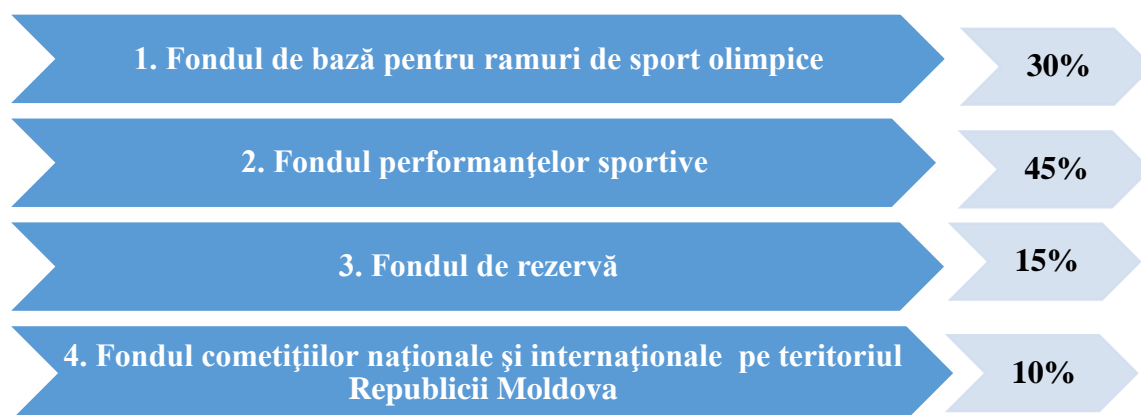 1. Fondul de bază pentru ramuri de sport olimpice
30%
2. Fondul performanţelor sportive
45%
3. Fondul de rezervă
15%
4. Fondul cometiţiilor naţionale şi internaţionale pe teritoriul
Republicii Moldova
10%